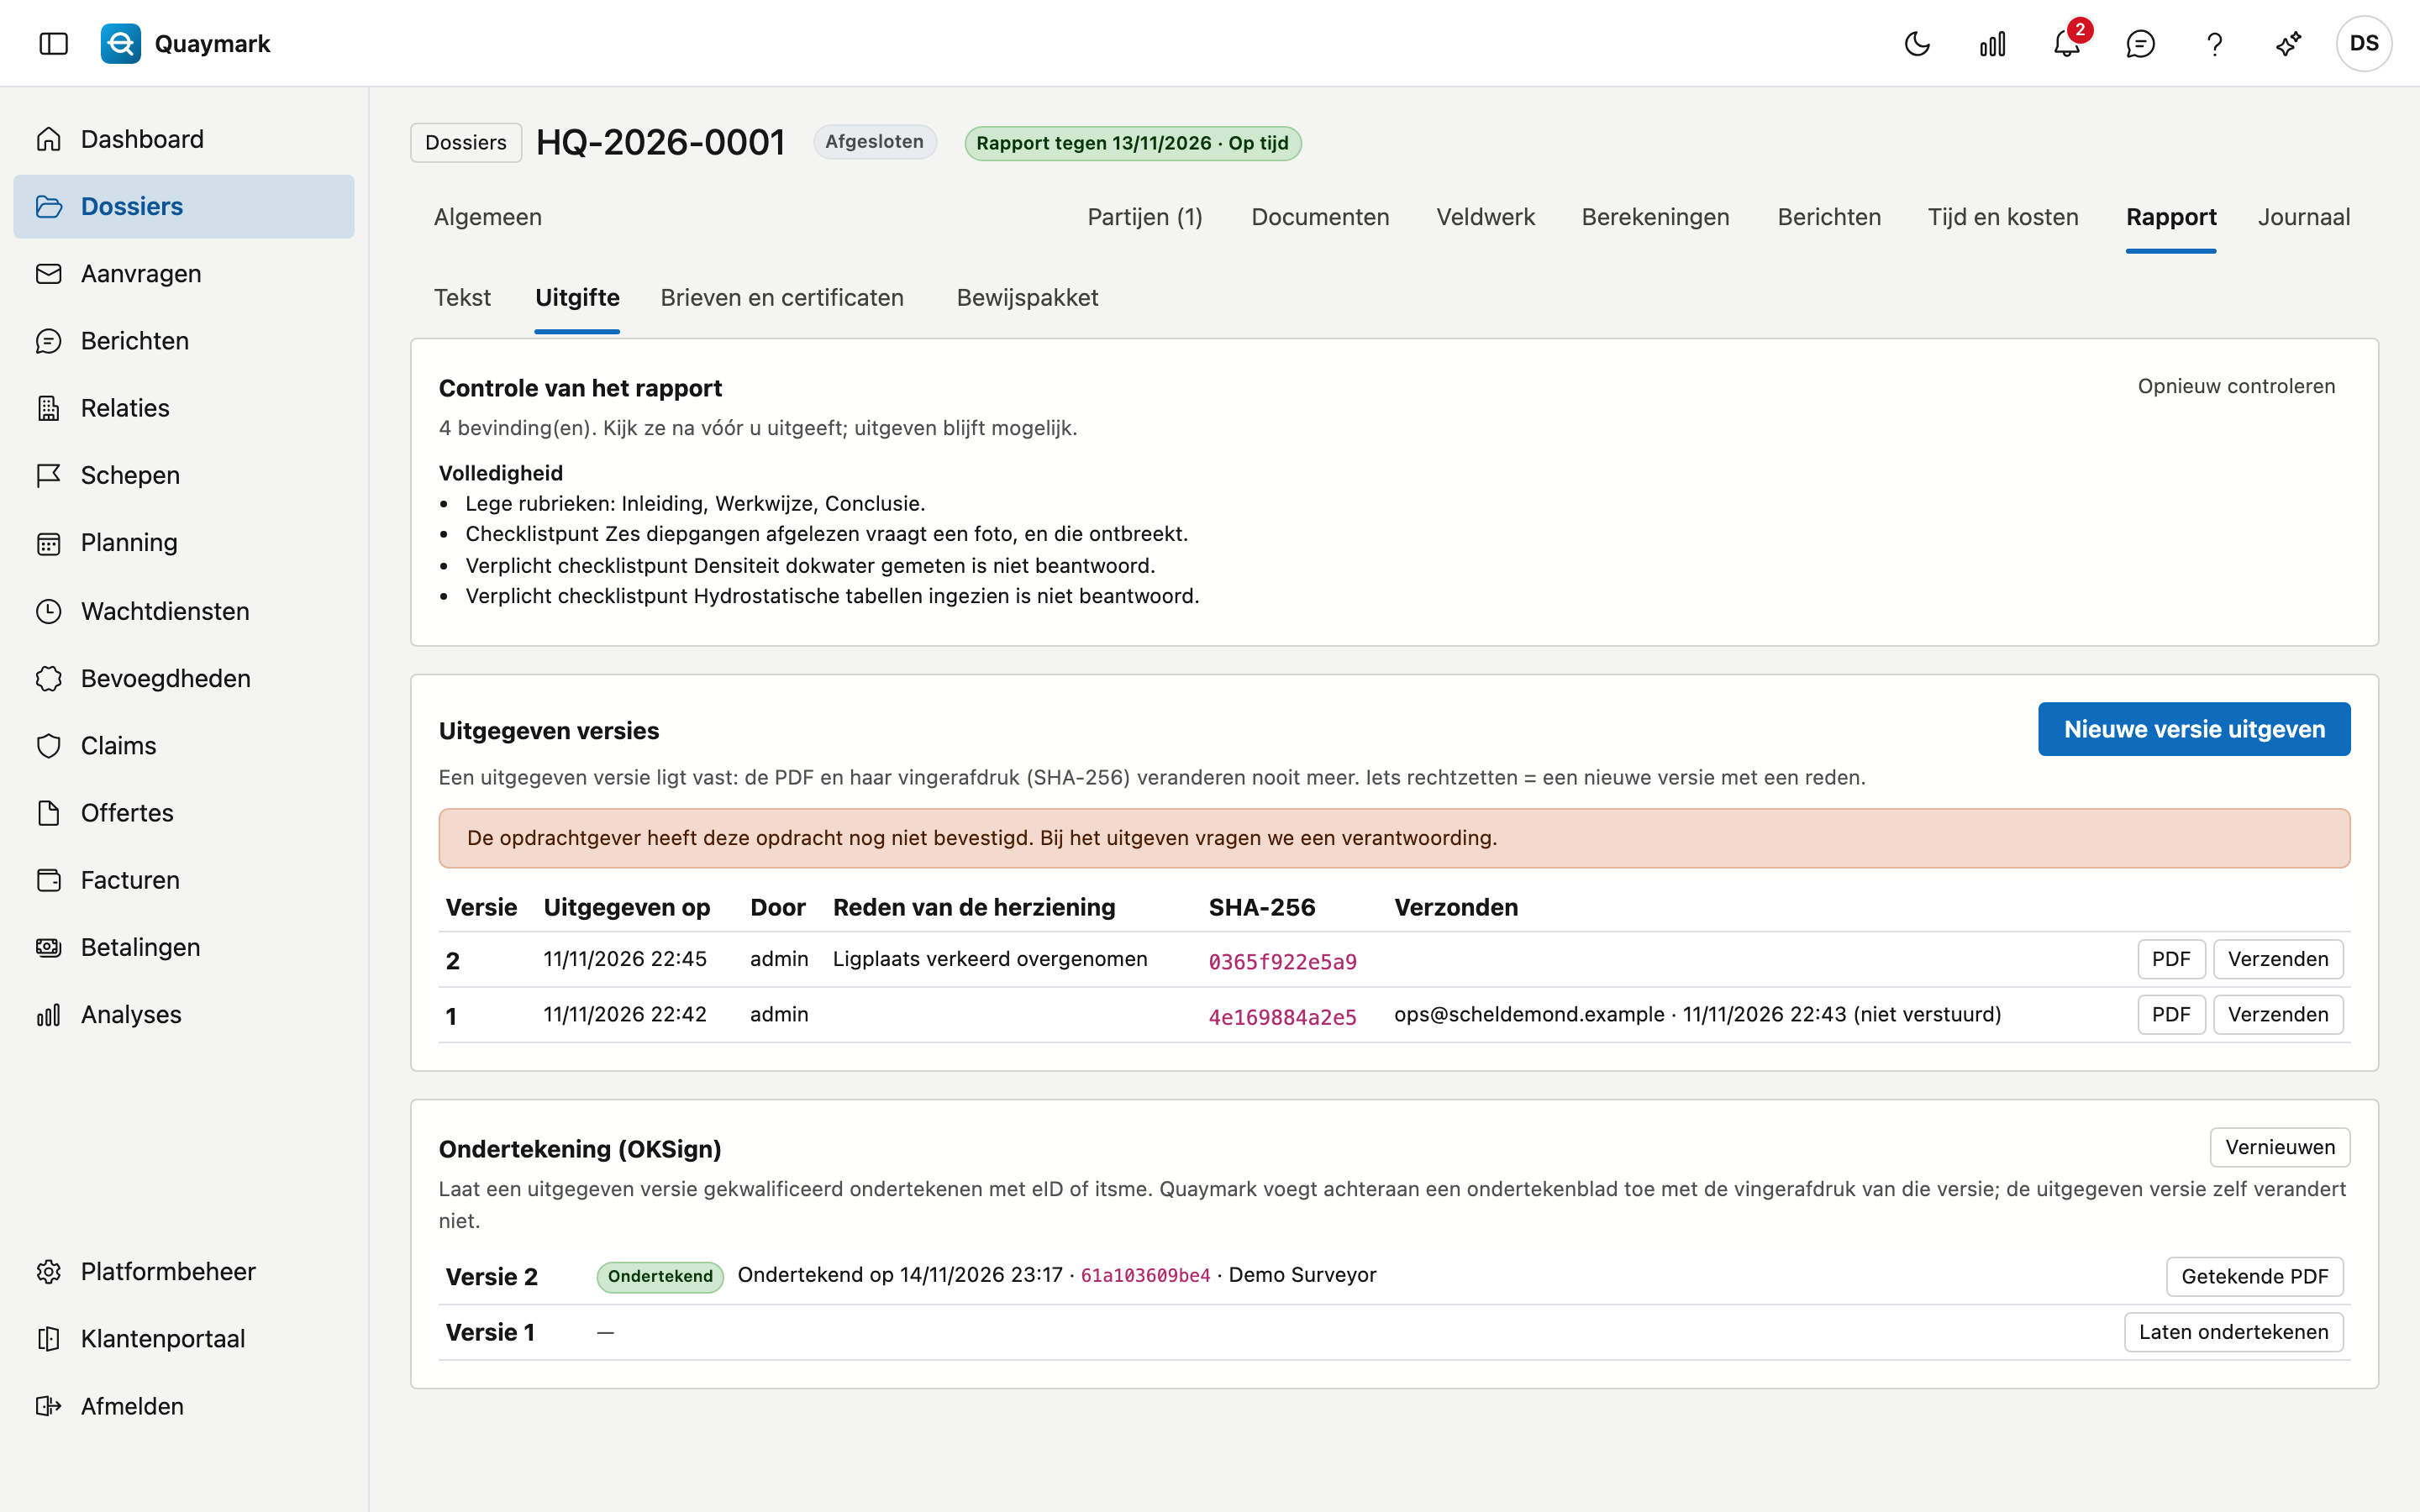 Quaymark
2
DS
Dashboard
Dossiers
Aanvragen
Berichten
Relaties
Schepen
Planning
Wachtdiensten
Bevoegdheden
Claims
Offertes
Facturen
Betalingen
Analyses
Platformbeheer
Klantenportaal
Afmelden
Dossiers HQ-2026-0001 Afgesloten Rapport tegen 13/11/2026 · Op tijd
Algemeen Partijen (1) Documenten Veldwerk Berekeningen Berichten Tijd en kosten Rapport Journaal
Tekst Uitgifte Brieven en certificaten Bewijspakket
Controle van het rapport Opnieuw controleren
4 bevinding(en). Kijk ze na vóór u uitgeeft; uitgeven blijft mogelijk.
Volledigheid
• Lege rubrieken: Inleiding, Werkwijze, Conclusie.
• Checklistpunt Zes diepgangen afgelezen vraagt een foto, en die ontbreekt.
• Verplicht checklistpunt Densiteit dokwater gemeten is niet beantwoord.
• Verplicht checklistpunt Hydrostatische tabellen ingezien is niet beantwoord.
Uitgegeven versies Nieuwe versie uitgeven
Een uitgegeven versie ligt vast: de PDF en haar vingerafdruk (SHA-256) veranderen nooit meer. Iets rechtzetten = een nieuwe versie met een reden.
De opdrachtgever heeft deze opdracht nog niet bevestigd. Bij het uitgeven vragen we een verantwoording.
Versie Uitgegeven op Door Reden van de herziening SHA-256 Verzonden
2 11/11/2026 22:45 admin Ligplaats verkeerd overgenomen 0365f922e5a9 PDF Verzenden
1 11/11/2026 22:42 admin 4e169884a2e5 ops@scheldemond.example · 11/11/2026 22:43 (niet verstuurd) PDF Verzenden
Ondertekening (OKSign) Vernieuwen
Laat een uitgegeven versie gekwalificeerd ondertekenen met eID of itsme. Quaymark voegt achteraan een ondertekenblad toe met de vingerafdruk van die versie; de uitgegeven versie zelf verandert
niet.
Versie 2 Ondertekend Ondertekend op 14/11/2026 23:17 · 61a103609be4 · Demo Surveyor Getekende PDF
Versie 1 — Laten ondertekenen